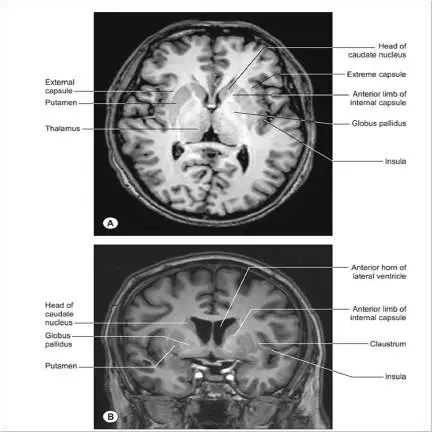 Head of
caudate nucleus
External
capsule
Extreme capsule
Putamen
Anterior limb of
internal capsule
Thalamus
Globus pallidus
Insula
A
Anterior horn of
lateral ventricle
Head of
caudate
nucleus
Anterior limb of
internal capsule
Globus
pallidus
Claustrum
Putamen
Insula
B